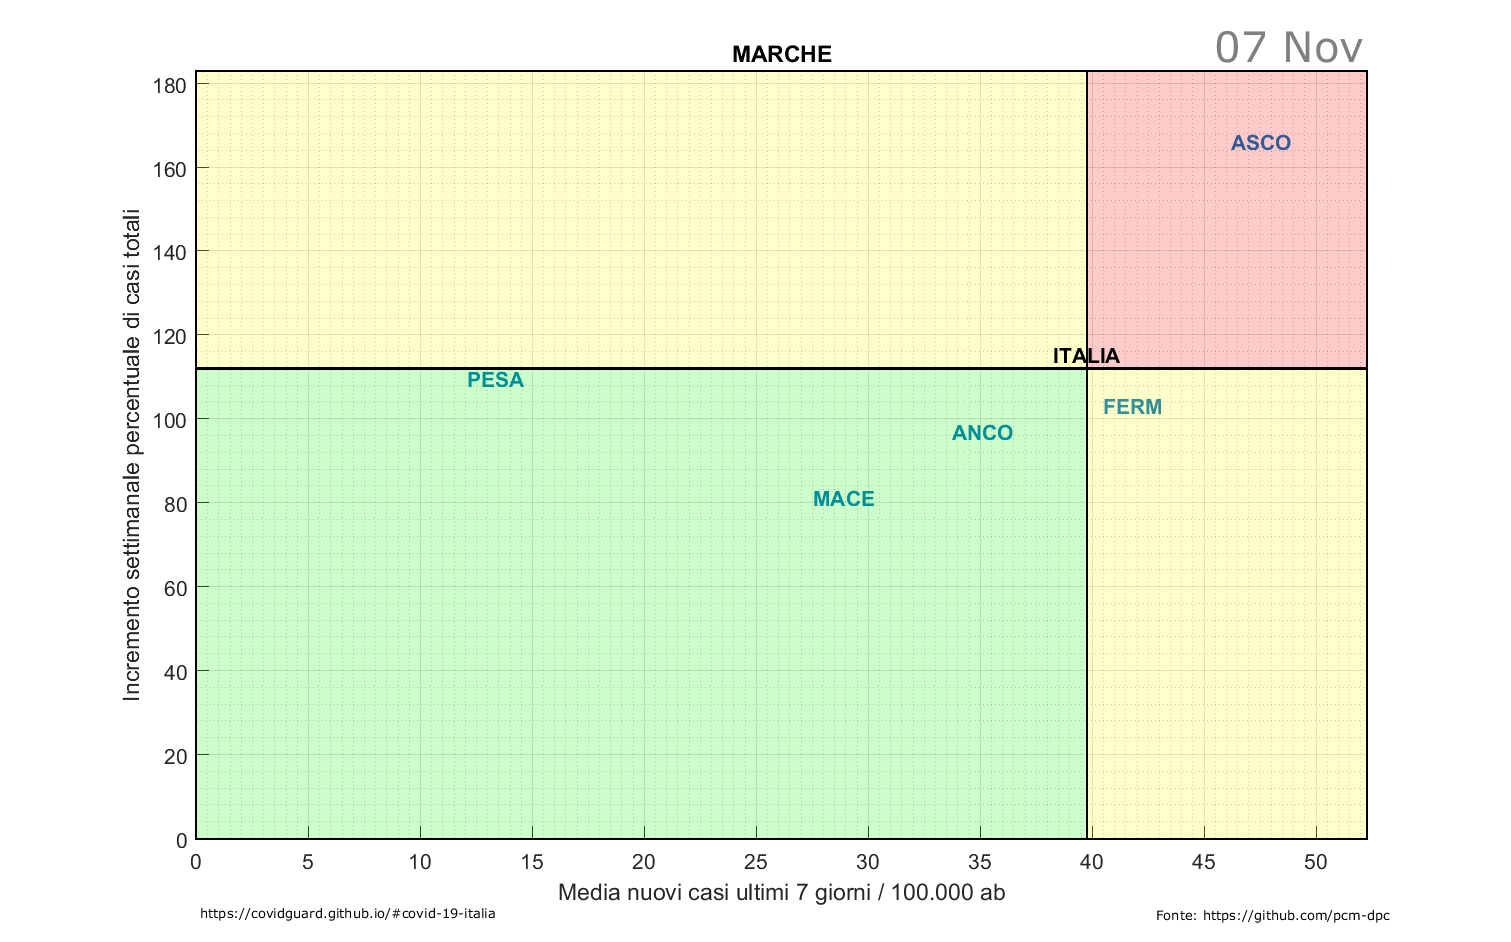 MARCHE
07 Nov
180
160
140
120
100
80
60
40
20
0
Incremento settimanale percentuale di casi totali
ASCO
ITALIA
PESA
FERM
ANCO
MACE
0 5 10 15 20 25 30 35 40 45 50
Media nuovi casi ultimi 7 giorni / 100.000 ab
https://covidguard.github.io/#covid-19-italia
Fonte: https://github.com/pcm-dpc